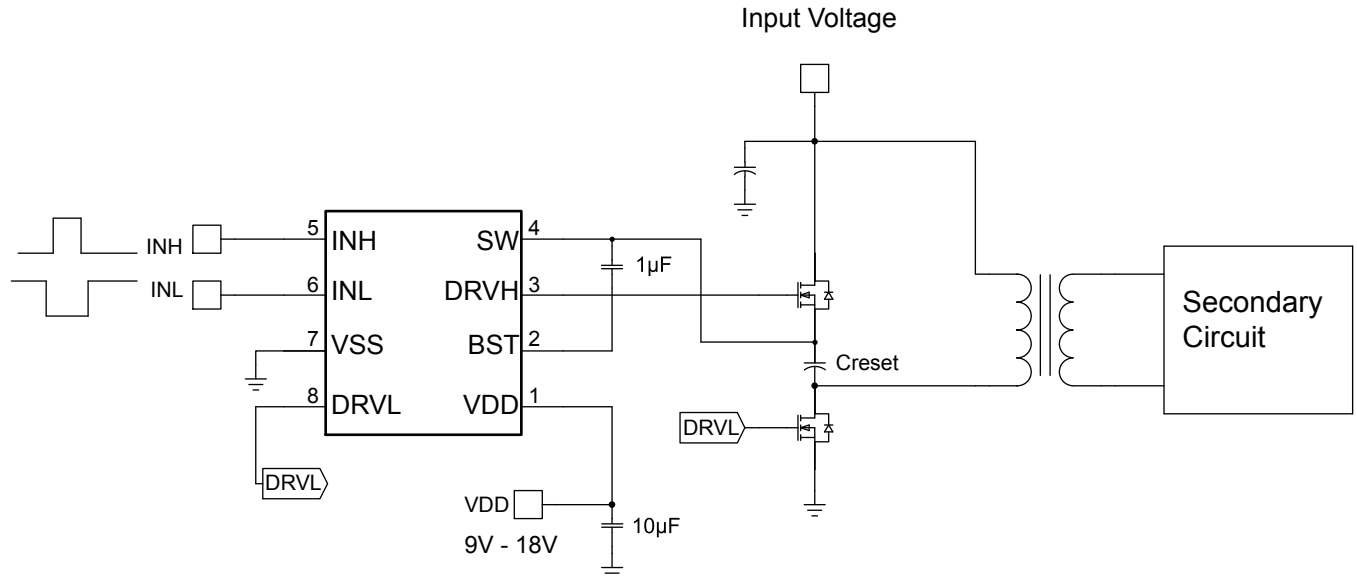 Input Voltage
INH
INL
5 INH
6 INL
7 VSS
8 DRVL
SW 4
DRVH 3
BST 2
VDD 1
1µF
Creset
DRVL
DRVL
VDD
9V - 18V
10µF
Secondary
Circuit